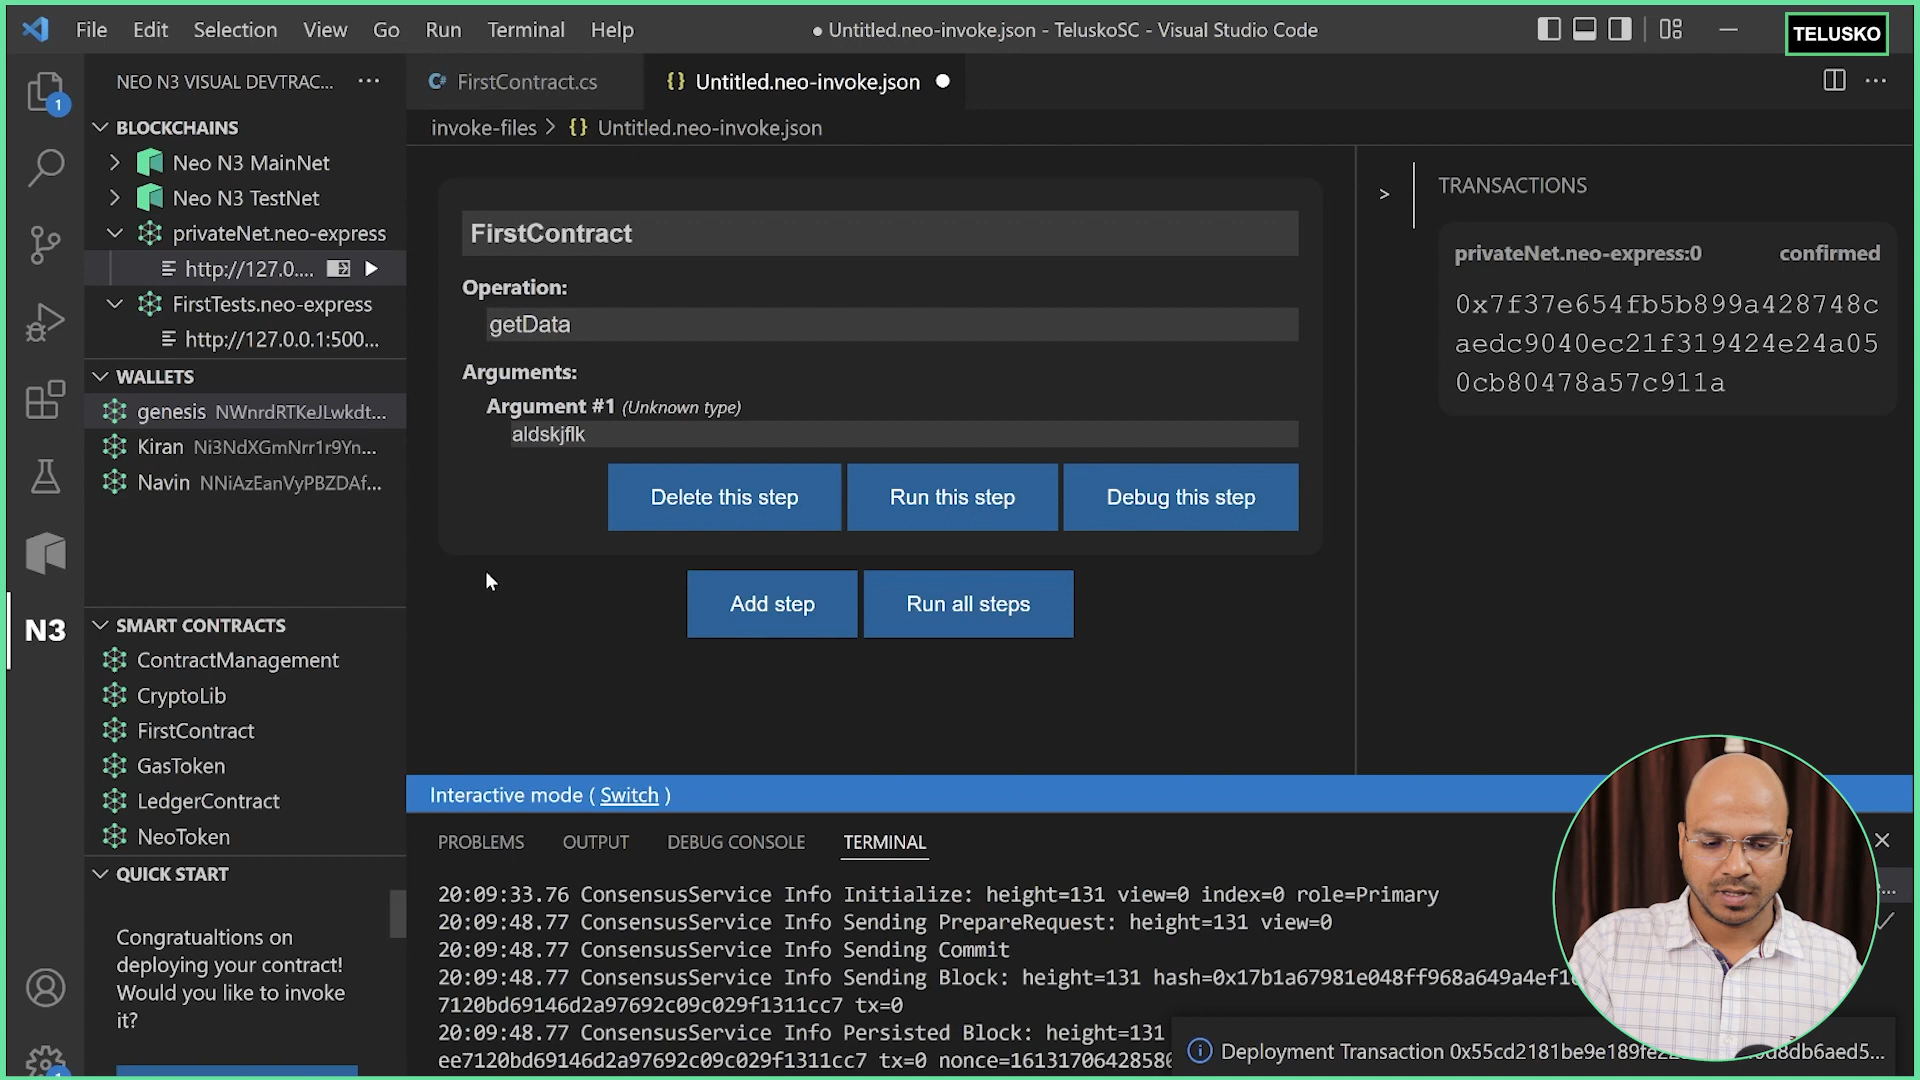 File Edit Selection View Go Run Terminal Help
● Untitled.neo-invoke.json - TeluskoSC - Visual Studio Code
TELUSKO
1
N3
1
NEO N3 VISUAL DEVTRAC... ...
BLOCKCHAINS
Neo N3 MainNet
Neo N3 TestNet
privateNet.neo-express
http://127.0....
FirstTests.neo-express
http://127.0.0.1:500...
WALLETS
genesis NWnrdRTKeJLwkdt...
Kiran Ni3NdXGmNrr1r9Yn...
Navin NNiAzEanVyPBZDAf...
SMART CONTRACTS
ContractManagement
CryptoLib
FirstContract
GasToken
LedgerContract
NeoToken
QUICK START
Congratualtions on
deploying your contract!
Would you like to invoke
it?
C# FirstContract.cs
{} Untitled.neo-invoke.json ●
invoke-files > {} Untitled.neo-invoke.json
FirstContract
Operation:
getData
Arguments:
Argument #1 (Unknown type)
aldskjflk
Delete this step Run this step Debug this step
Add step Run all steps
>
TRANSACTIONS
privateNet.neo-express:0 confirmed
0x7f37e654fb5b899a428748c
aedc9040ec21f319424e24a05
0cb80478a57c911a
Interactive mode ( Switch )
PROBLEMS OUTPUT DEBUG CONSOLE TERMINAL
20:09:33.76 ConsensusService Info Initialize: height=131 view=0 index=0 role=Primary
20:09:48.77 ConsensusService Info Sending PrepareRequest: height=131 view=0
20:09:48.77 ConsensusService Info Sending Commit
20:09:48.77 ConsensusService Info Sending Block: height=131
7120bd69146d2a97692c09c029f1311cc7 tx=0
20:09:48.77 ConsensusService Info Persisted Block: height=131
ee7120bd69146d2a97692c09c029f1311cc7 tx=0
Deployment Transaction